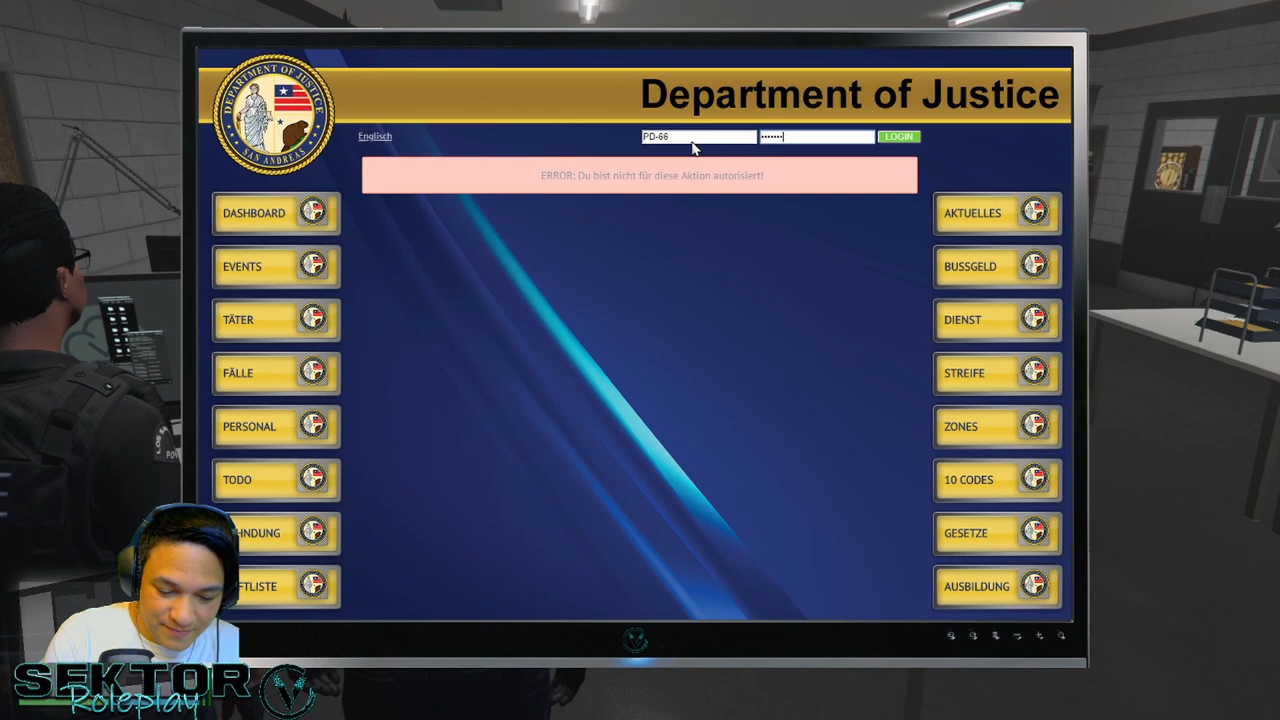 DEPARTMENT OF JUSTICE
SAN ANDREAS
Department of Justice
Englisch
PD-66
LOGIN
ERROR: Du bist nicht für diese Aktion autorisiert!
DASHBOARD
EVENTS
TÄTER
FÄLLE
PERSONAL
TODO
HNDUNG
FTLISTE
AKTUELLES
BUSSGELD
DIENST
STREIFE
ZONES
10 CODES
GESETZE
AUSBILDUNG
SEKTOR
Roleplay